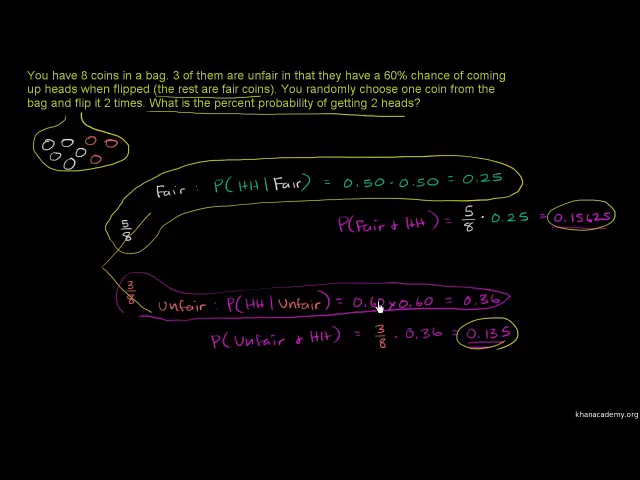 You have 8 coins in a bag. 3 of them are unfair in that they have a 60% chance of coming
up heads when flipped (the rest are fair coins). You randomly choose one coin from the
bag and flip it 2 times. What is the percent probability of getting 2 heads?
Fair : P(HH|Fair) = 0.50 · 0.50 = 0.25
5/8
P(Fair & HH) = 5/8 · 0.25 = 0.15625
3/8
Unfair : P(HH|Unfair) = 0.60 × 0.60 = 0.36
P(Unfair & HH) = 3/8 · 0.36 = 0.135
khanacademy.org